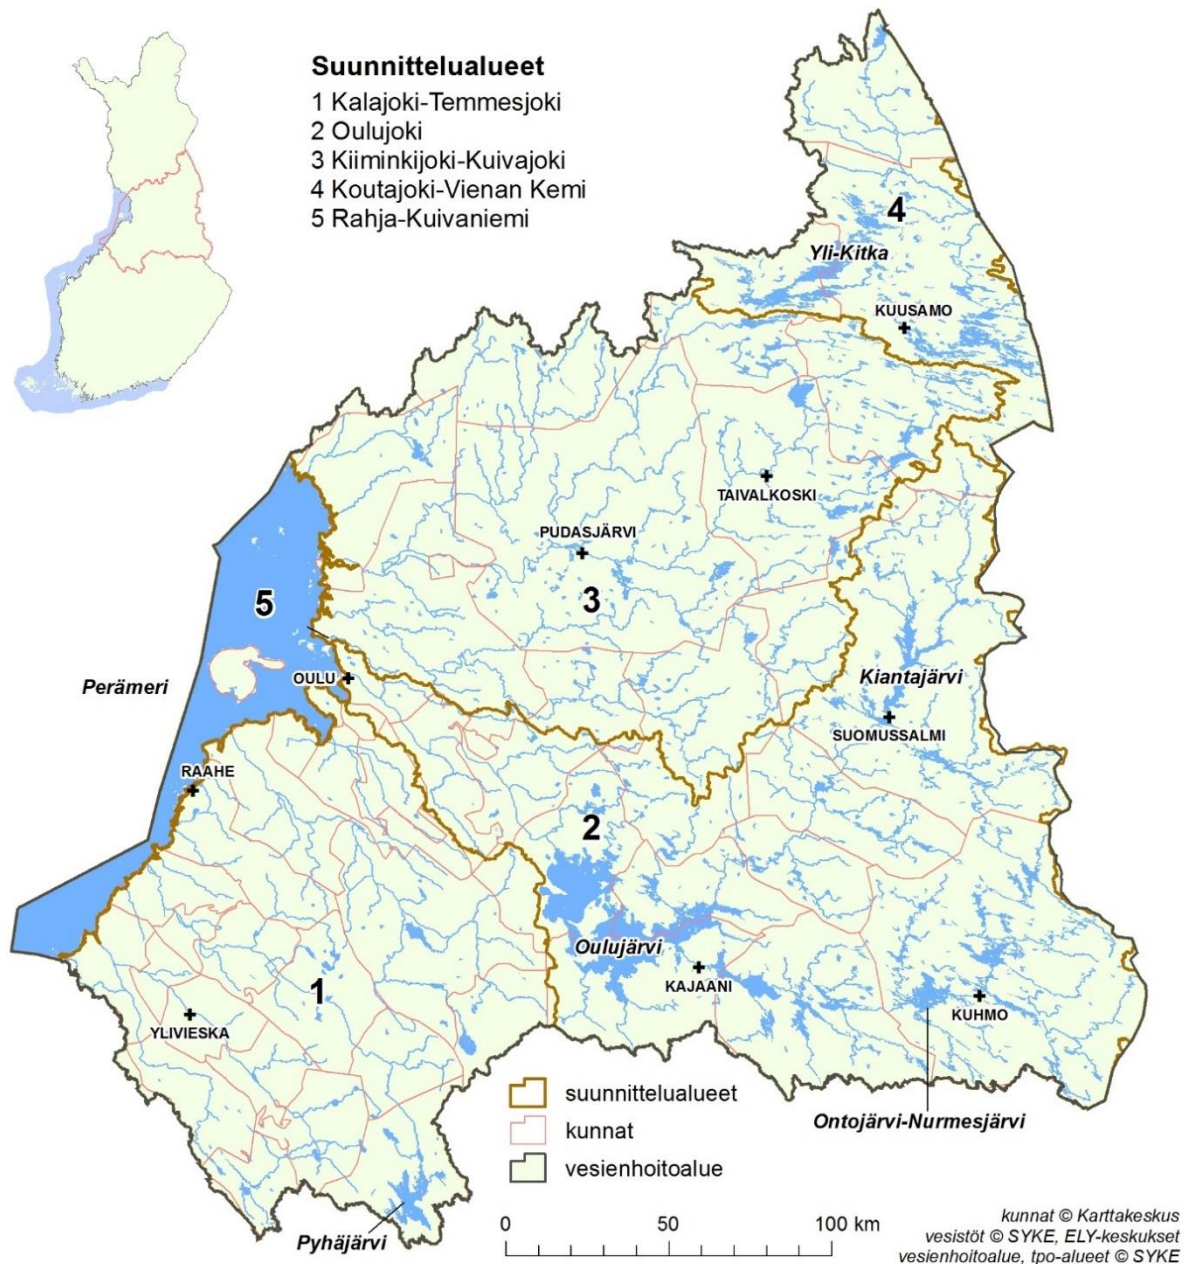 Suunnittelualueet
1 Kalajoki-Temmesjoki
2 Oulujoki
3 Kiiminkijoki-Kuivajoki
4 Koutajoki-Vienan Kemi
5 Rahja-Kuivaniemi
4
Yli-Kitka
KUUSAMO
TAIVALKOSKI
PUDASJÄRVI
3
5
Kiantajärvi
OULU
Perämeri
SUOMUSSALMI
RAAHE
2
Oulujärvi
KAJAANI
1
KUHMO
YLIVIESKA
suunnittelualueet
kunnat
vesienhoitoalue
Ontojärvi-Nurmesjärvi
Pyhäjärvi
0 50 100 km
kunnat © Karttakeskus
vesistöt © SYKE, ELY-keskukset
vesienhoitoalue, tpo-alueet © SYKE